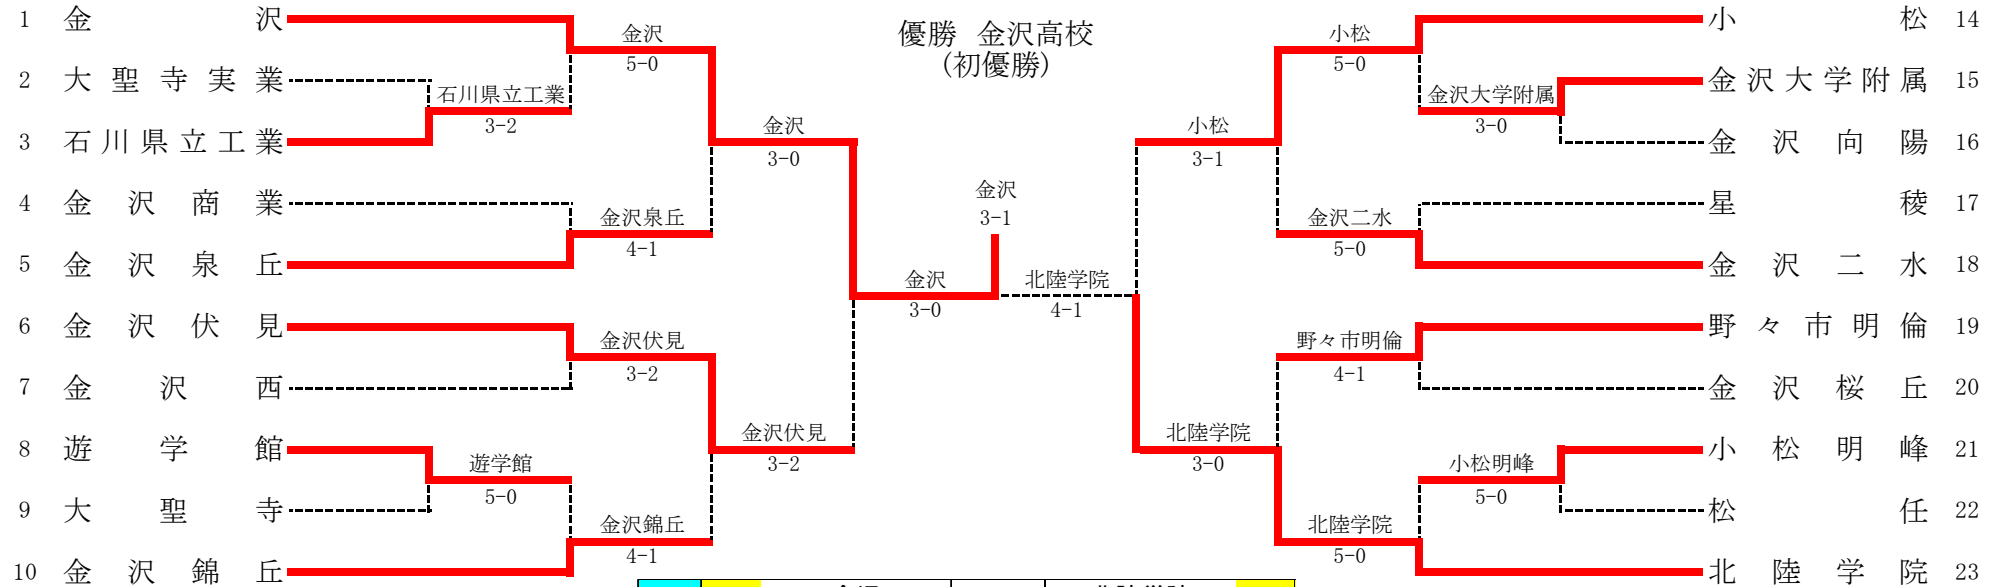 優勝 金沢高校
(初優勝)
1 金沢
2 大聖寺実業
3 石川県立工業
4 金沢商業
5 金沢泉丘
6 金沢伏見
7 金沢西
8 遊学館
9 大聖寺
10 金沢錦丘
石川県立工業
3-2
遊学館
5-0
金沢
5-0
金沢泉丘
4-1
金沢伏見
3-2
金沢錦丘
4-1
金沢
3-0
金沢伏見
3-2
金沢
3-0
金沢
3-1
北陸学院
4-1
小松
3-1
北陸学院
3-0
小松
5-0
金沢二水
5-0
野々市明倫
4-1
北陸学院
5-0
金沢大学附属
3-0
小松明峰
5-0
小松 14
金沢大学附属 15
金沢向陽 16
星稜 17
金沢二水 18
野々市明倫 19
金沢桜丘 20
小松明峰 21
松任 22
北陸学院 23